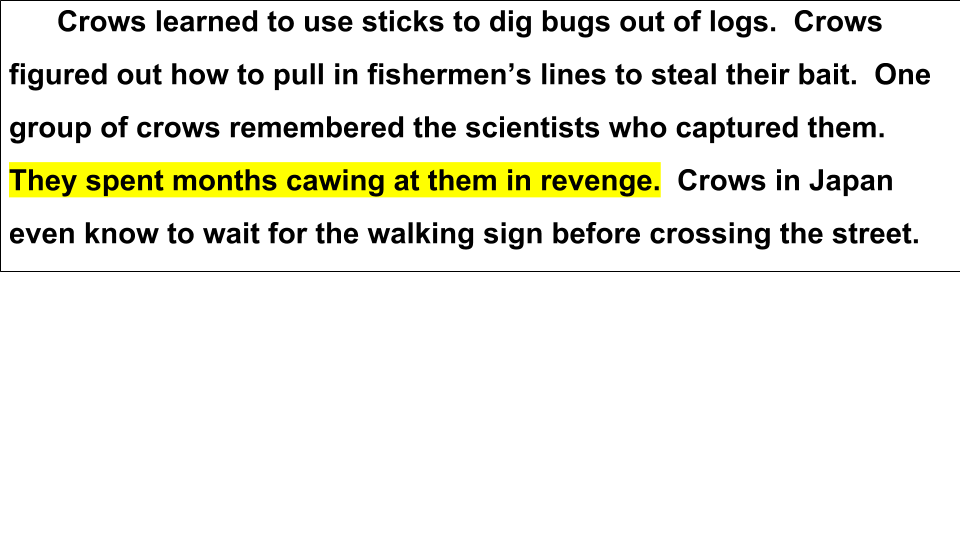 Crows learned to use sticks to dig bugs out of logs.  Crows
figured out how to pull in fishermen’s lines to steal their bait.  One
group of crows remembered the scientists who captured them.
They spent months cawing at them in revenge.  Crows in Japan
even know to wait for the walking sign before crossing the street.